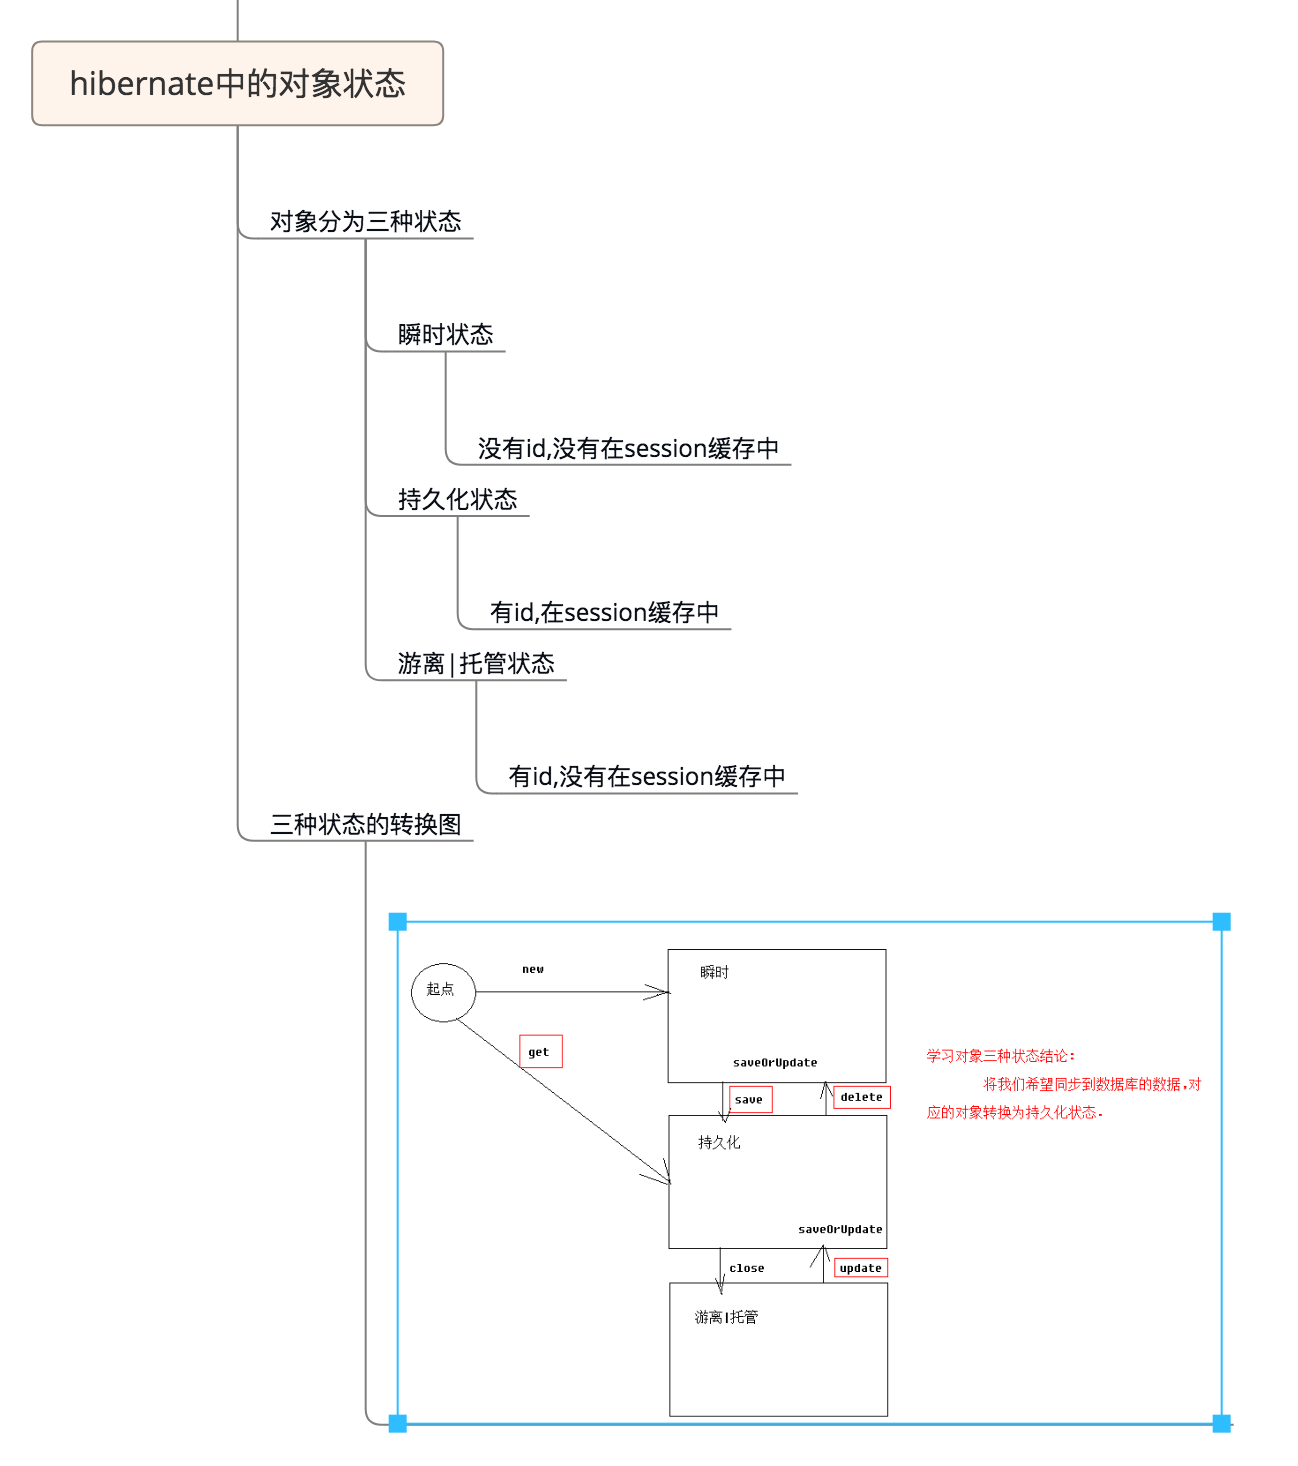 hibernate中的对象状态
对象分为三种状态
瞬时状态
没有id,没有在session缓存中
持久化状态
有id,在session缓存中
游离|托管状态
有id,没有在session缓存中
三种状态的转换图
起点
new
瞬时
get
saveOrUpdate
save
delete
学习对象三种状态结论:
将我们希望同步到数据库的数据,对
应的对象转换为持久化状态.
持久化
saveOrUpdate
close
update
游离|托管